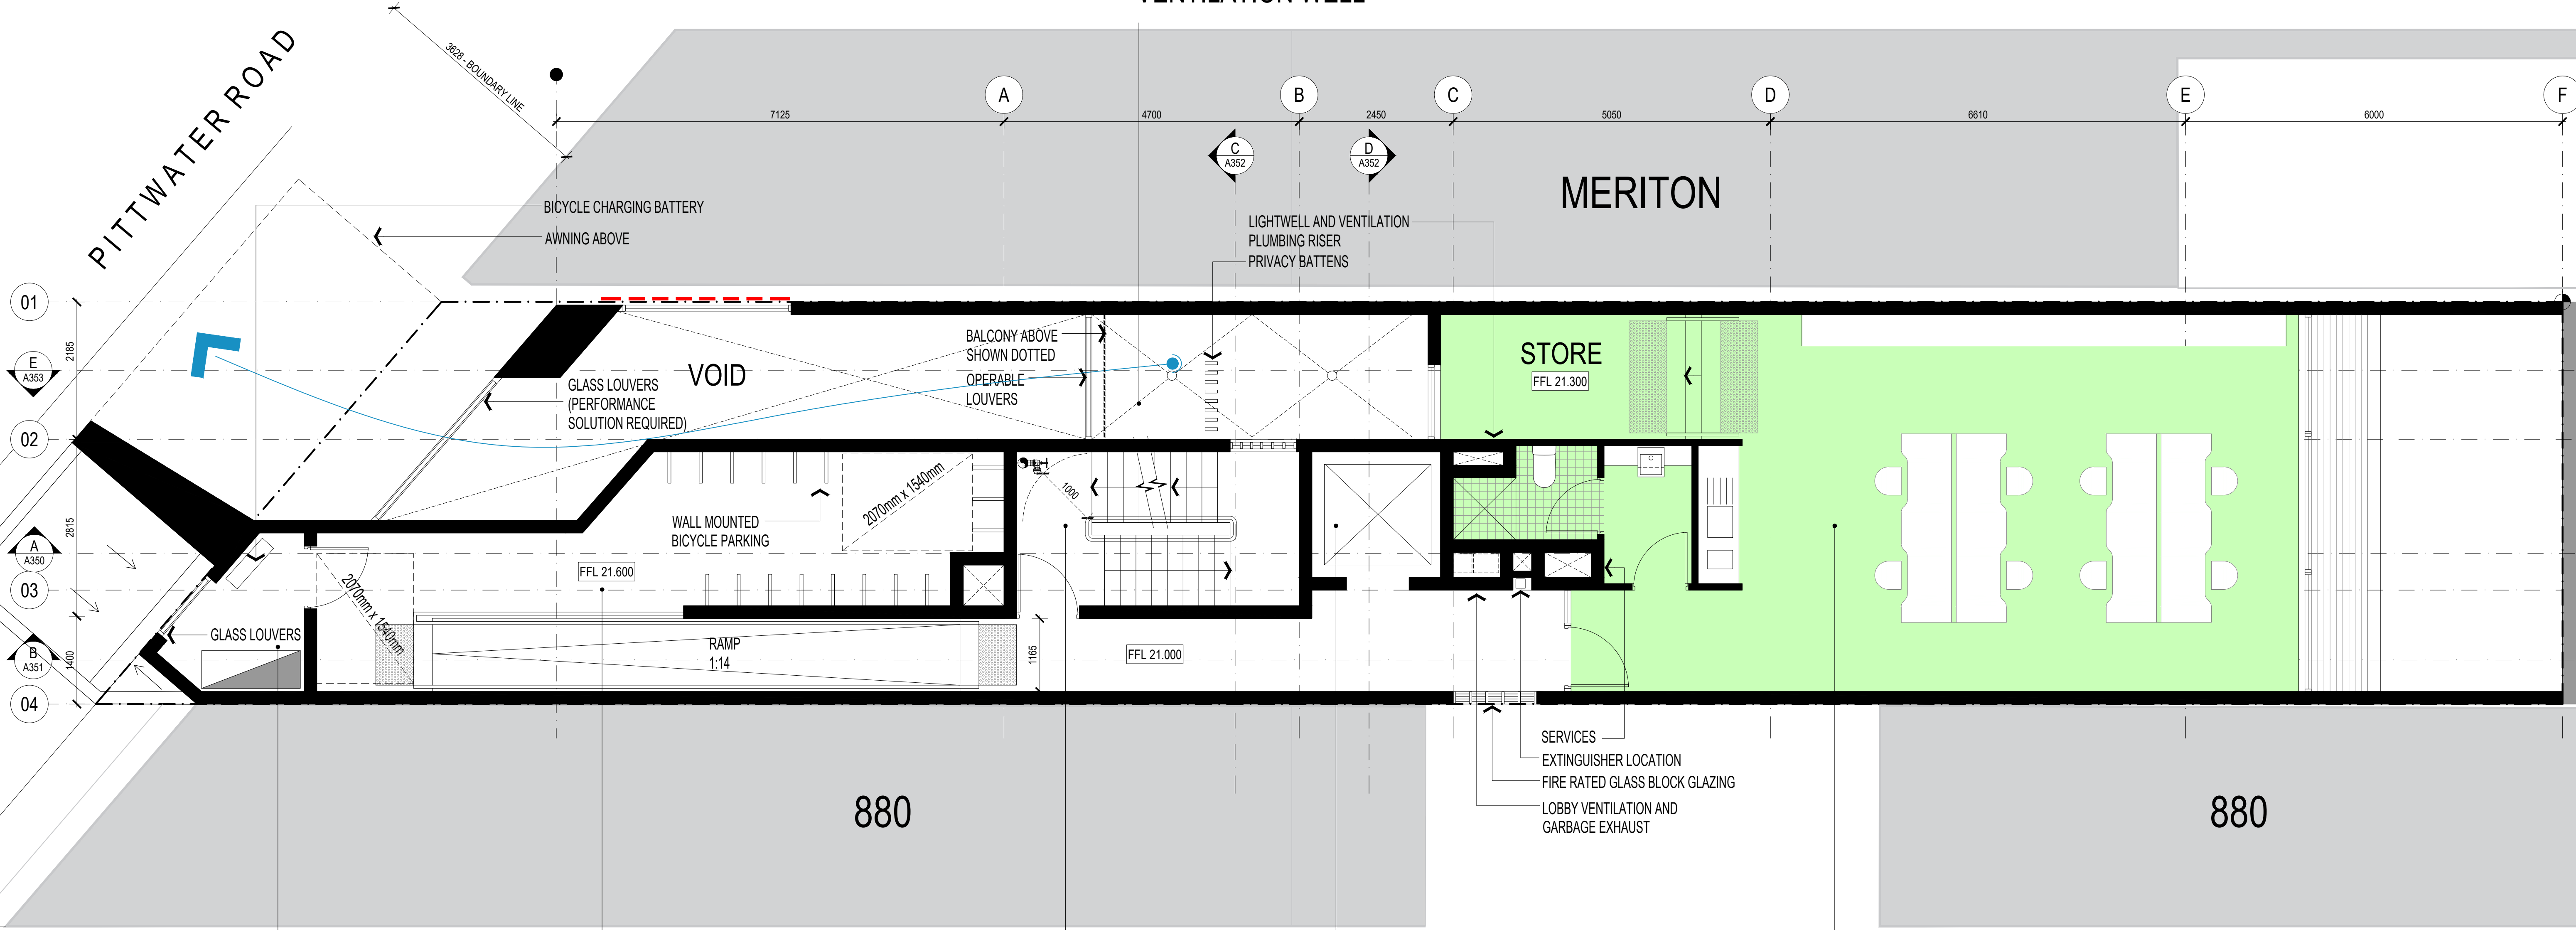 PITTWATER ROAD
3628 - BOUNDARY LINE
A
B
C
D
E
F
7125
4700
2450
5050
6610
6000
C
A352
D
A352
MERITON
BICYCLE CHARGING BATTERY
AWNING ABOVE
LIGHTWELL AND VENTILATION
PLUMBING RISER
PRIVACY BATTENS
01
2185
E
A353
02
2815
A
A350
03
B
A351
1400
04
VOID
GLASS LOUVERS
(PERFORMANCE
SOLUTION REQUIRED)
BALCONY ABOVE
SHOWN DOTTED
OPERABLE
LOUVERS
STORE
FFL 21.300
WALL MOUNTED
BICYCLE PARKING
2070mm x 1540mm
1000
FFL 21.600
2070mm x 1540mm
GLASS LOUVERS
RAMP
1:14
1165
FFL 21.000
SERVICES
EXTINGUISHER LOCATION
FIRE RATED GLASS BLOCK GLAZING
LOBBY VENTILATION AND
GARBAGE EXHAUST
880
880